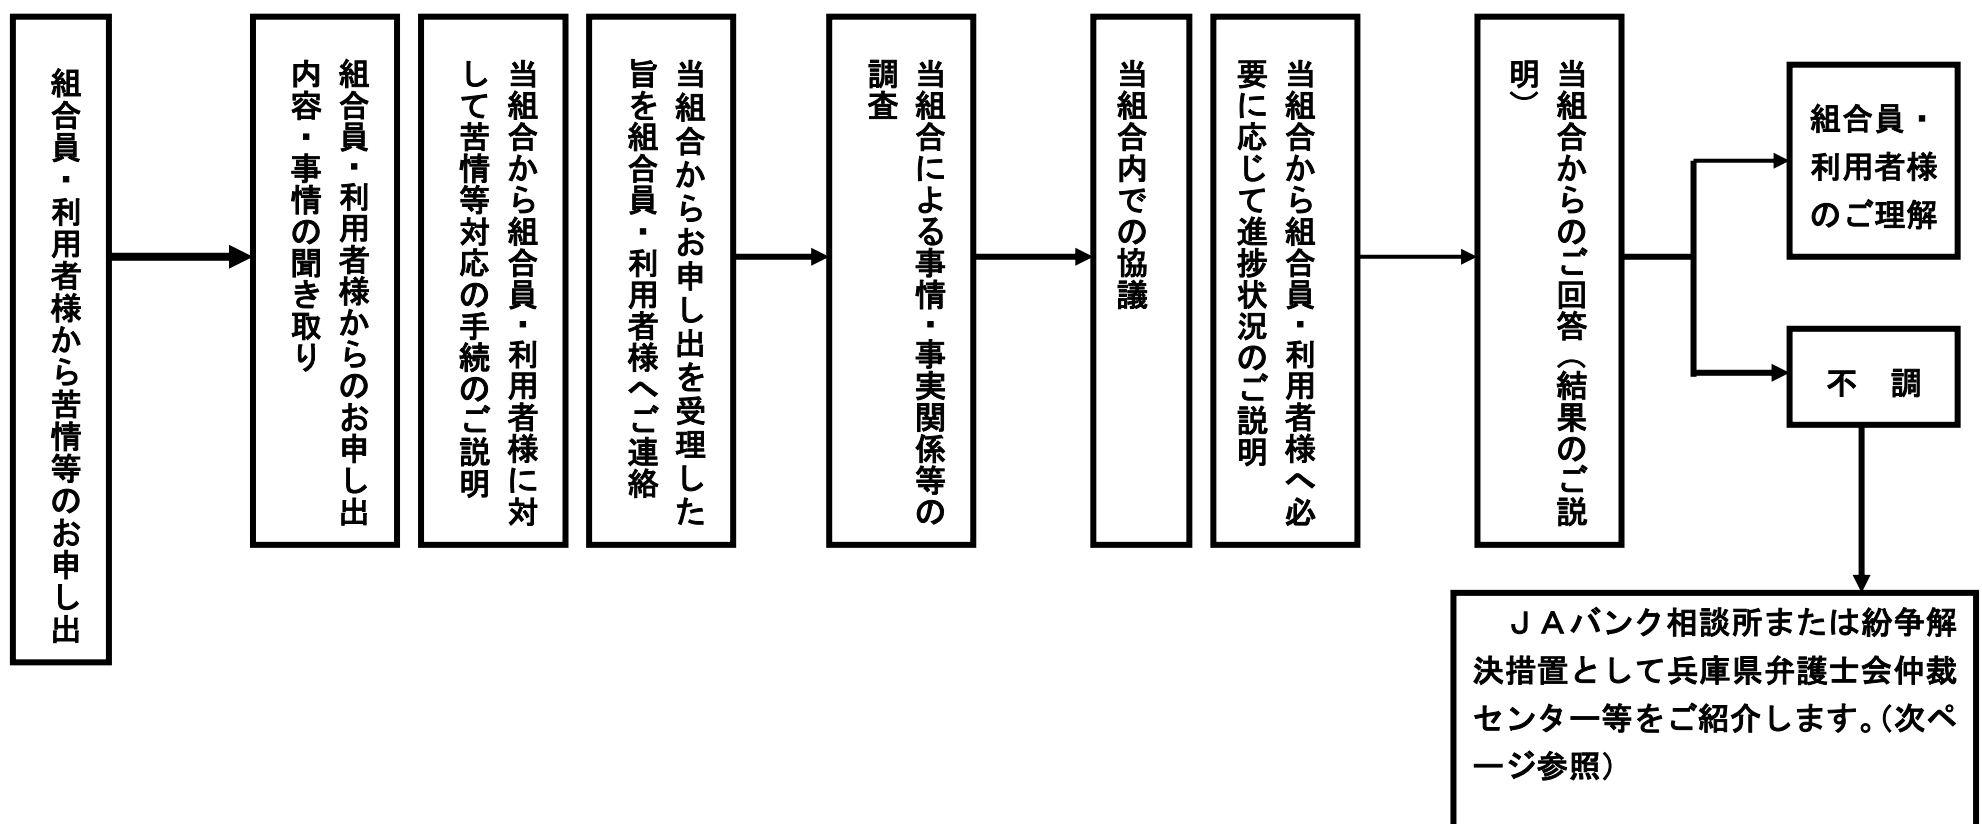 組合員・利用者様から苦情等のお申し出
組合員・利用者様からのお申し出
内容・事情の聞き取り
当組合から組合員・利用者様に対
して苦情等対応の手続のご説明
当組合からお申し出を受理した
旨を組合員・利用者様へご連絡
当組合による事情・事実関係等の
調査
当組合内での協議
当組合から組合員・利用者様へ必
要に応じて進捗状況のご説明
当組合からのご回答（結果のご説
明）
組合員・
利用者様
のご理解
不　調
ＪＡバンク相談所または紛争解
決措置として兵庫県弁護士会仲裁
センター等をご紹介します。（次ペ
ージ参照）